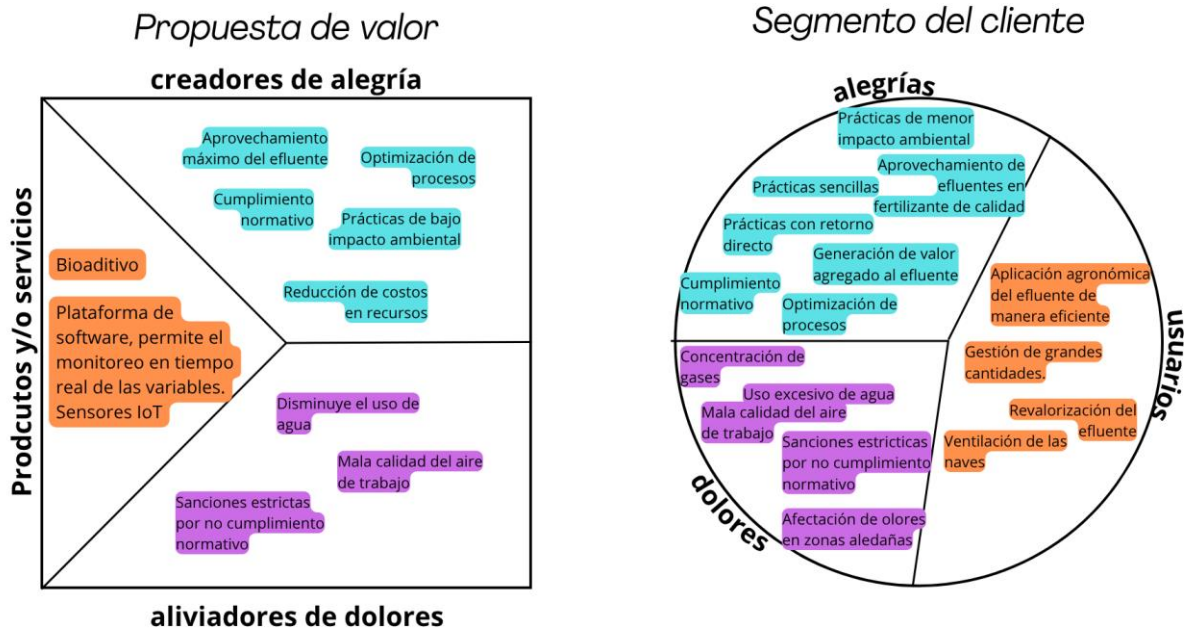 Propuesta de valor
creadores de alegría
Aprovechamiento
máximo del efluente
Optimización de
procesos
Cumplimiento
normativo
Prácticas de bajo
impacto ambiental
Reducción de costos
en recursos
Prodcutos y/o servicios
Bioaditivo
Plataforma de
software, permite el
monitoreo en tiempo
real de las variables.
Sensores IoT
Disminuye el uso de
agua
Mala calidad del aire
de trabajo
Sanciones estrictas
por no cumplimiento
normativo
aliviadores de dolores
Segmento del cliente
alegrías
Prácticas de menor
impacto ambiental
Aprovechamiento de
efluentes en
fertilizante de calidad
Prácticas sencillas
Prácticas con retorno
directo
Generación de valor
agregado al efluente
Cumplimiento
normativo
Optimización de
procesos
Aplicación agronómica
del efluente de
manera eficiente
Gestión de grandes
cantidades.
Revalorización del
efluente
Ventilación de las
naves
usuarios
Concentración de
gases
Uso excesivo de agua
Mala calidad del aire
de trabajo
Sanciones estricticas
por no cumplimiento
normativo
Afectación de olores
en zonas aledañas
dolores